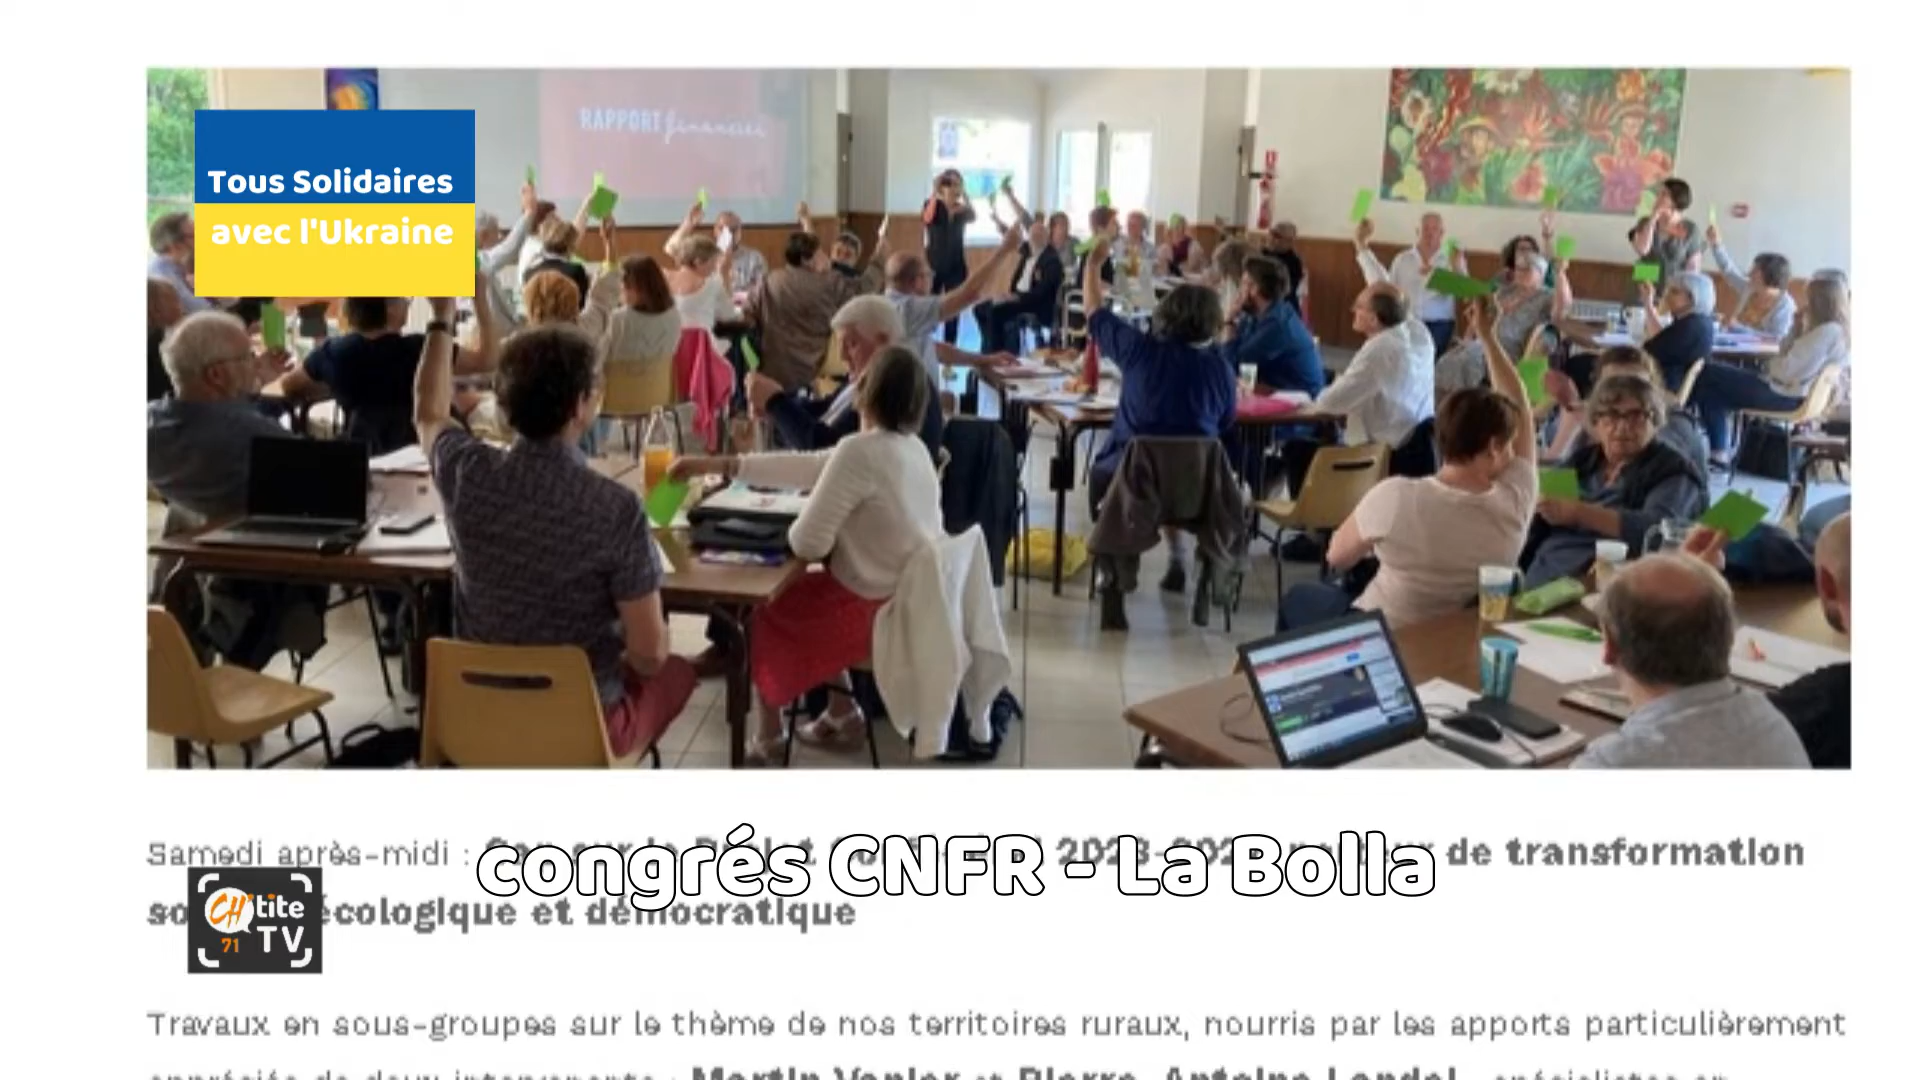 RAPPORT financier
Tous Solidaires
avec l'Ukraine
Samedi après-midi :
2023-202
de transformation
congrés CNFR - La Bolla
écologique et démocratique
CH'tite
71 TV
Travaux en sous-groupes sur le thème de nos territoires ruraux, nourris par les apports particulièrement